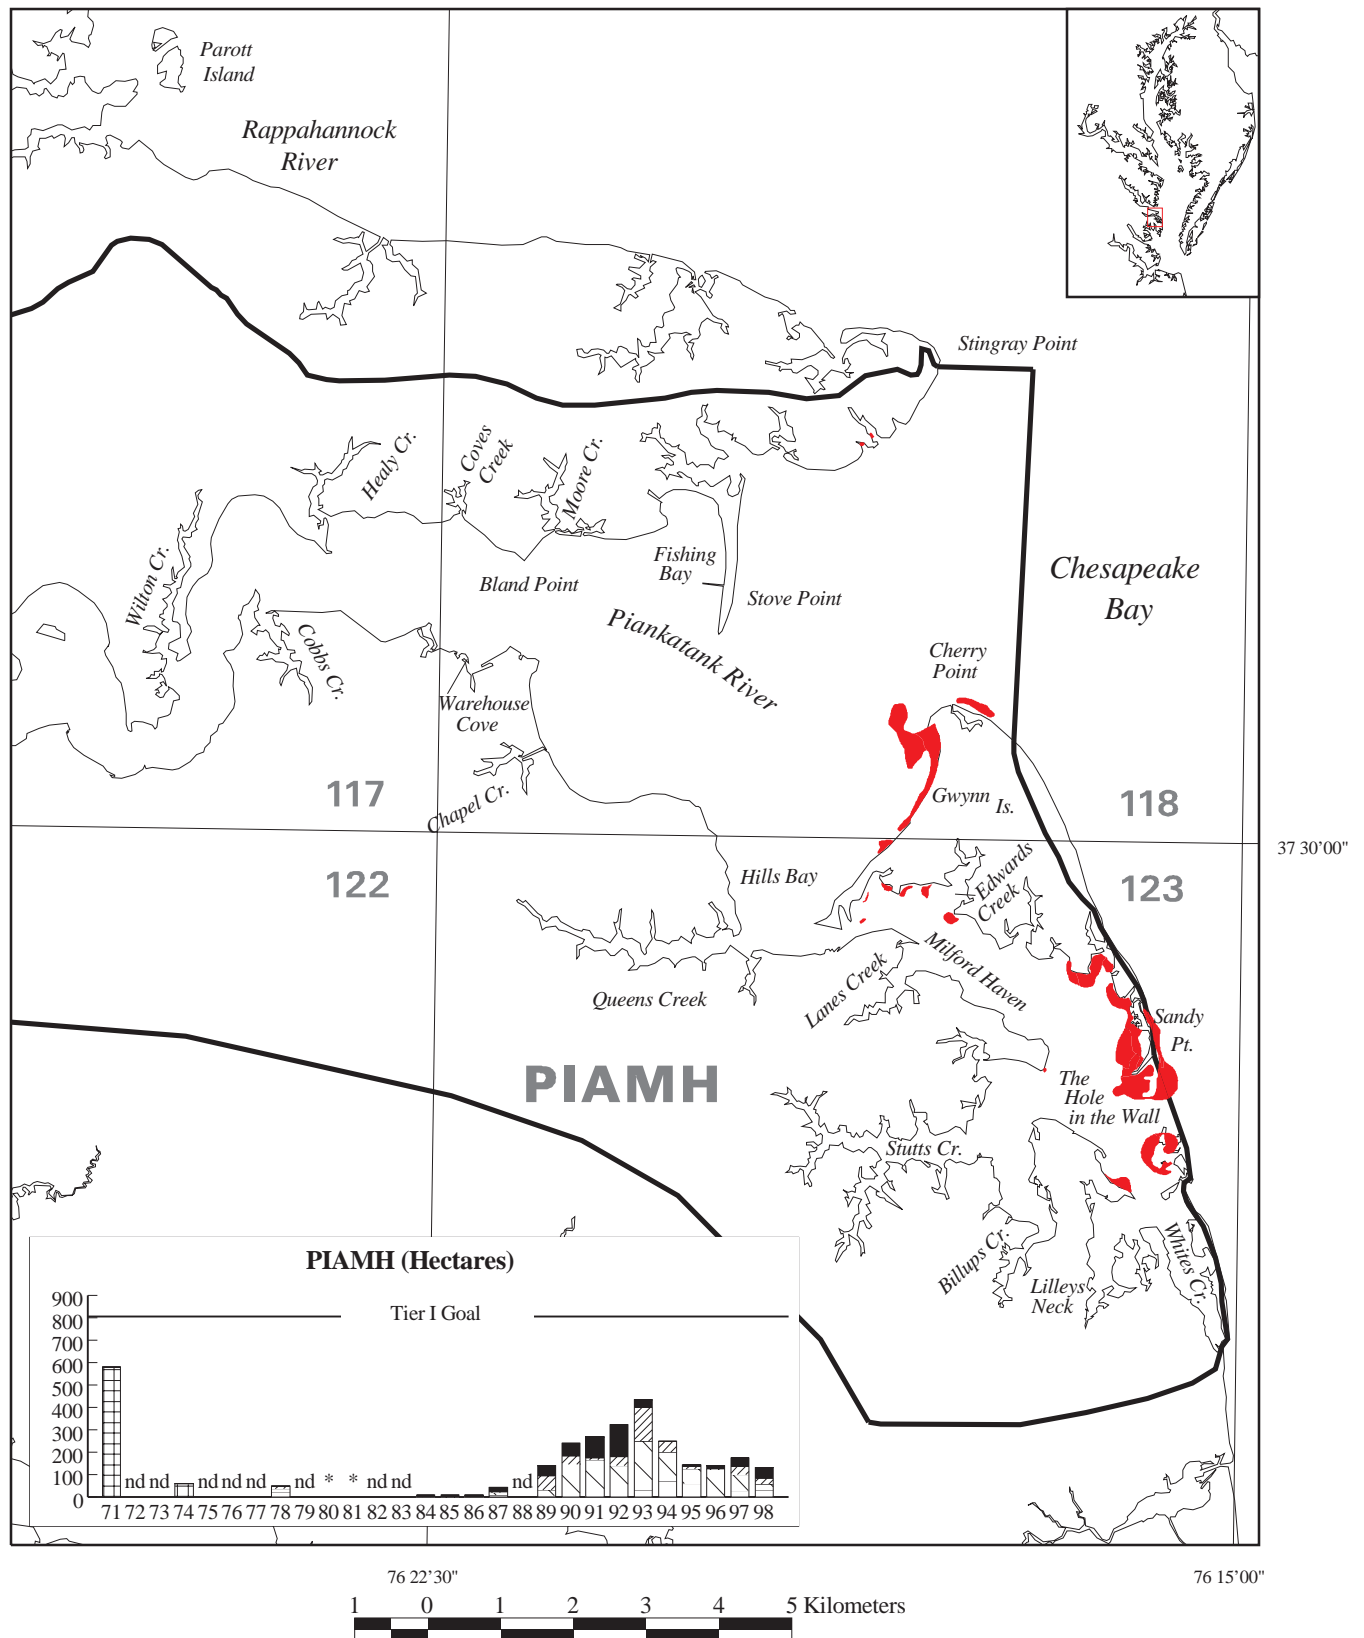 Parott
Island
Rappahannock
River
Stingray Point
Healy Cr.
Coves
Creek
Moore Cr.
Wilton Cr.
Fishing
Bay
Bland Point
Stove Point
Chesapeake
Bay
Cobbs Cr.
Piankatank River
Cherry
Point
Warehouse
Cove
117
Chapel Cr.
Gwynn Is.
118
37 30'00"
122
Hills Bay
Edwards
Creek
123
Queens Creek
Lanes Creek
Milford Haven
Sandy
Pt.
PIAMH
The
Hole
in the Wall
Stutts Cr.
Billups Cr.
Lilleys
Neck
Whites Cr.
PIAMH (Hectares)
900
800
700
600
500
400
300
200
100
0
Tier I Goal
nd nd nd nd nd nd * * nd nd nd
71 72 73 74 75 76 77 78 79 80 81 82 83 84 85 86 87 88 89 90 91 92 93 94 95 96 97 98
76 22'30"
76 15'00"
1 0 1 2 3 4 5 Kilometers